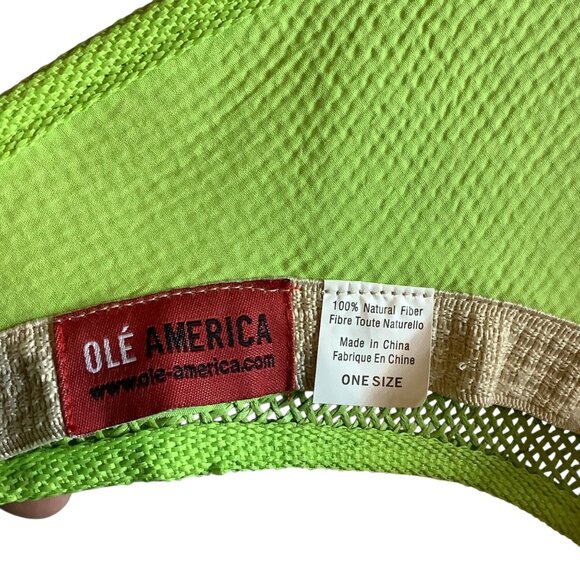 OLÉ AMERICA
www.ole-america.com
100% Natural Fiber
Fibre Toute Naturello
Made in China
Fabrique En Chine
ONE SIZE